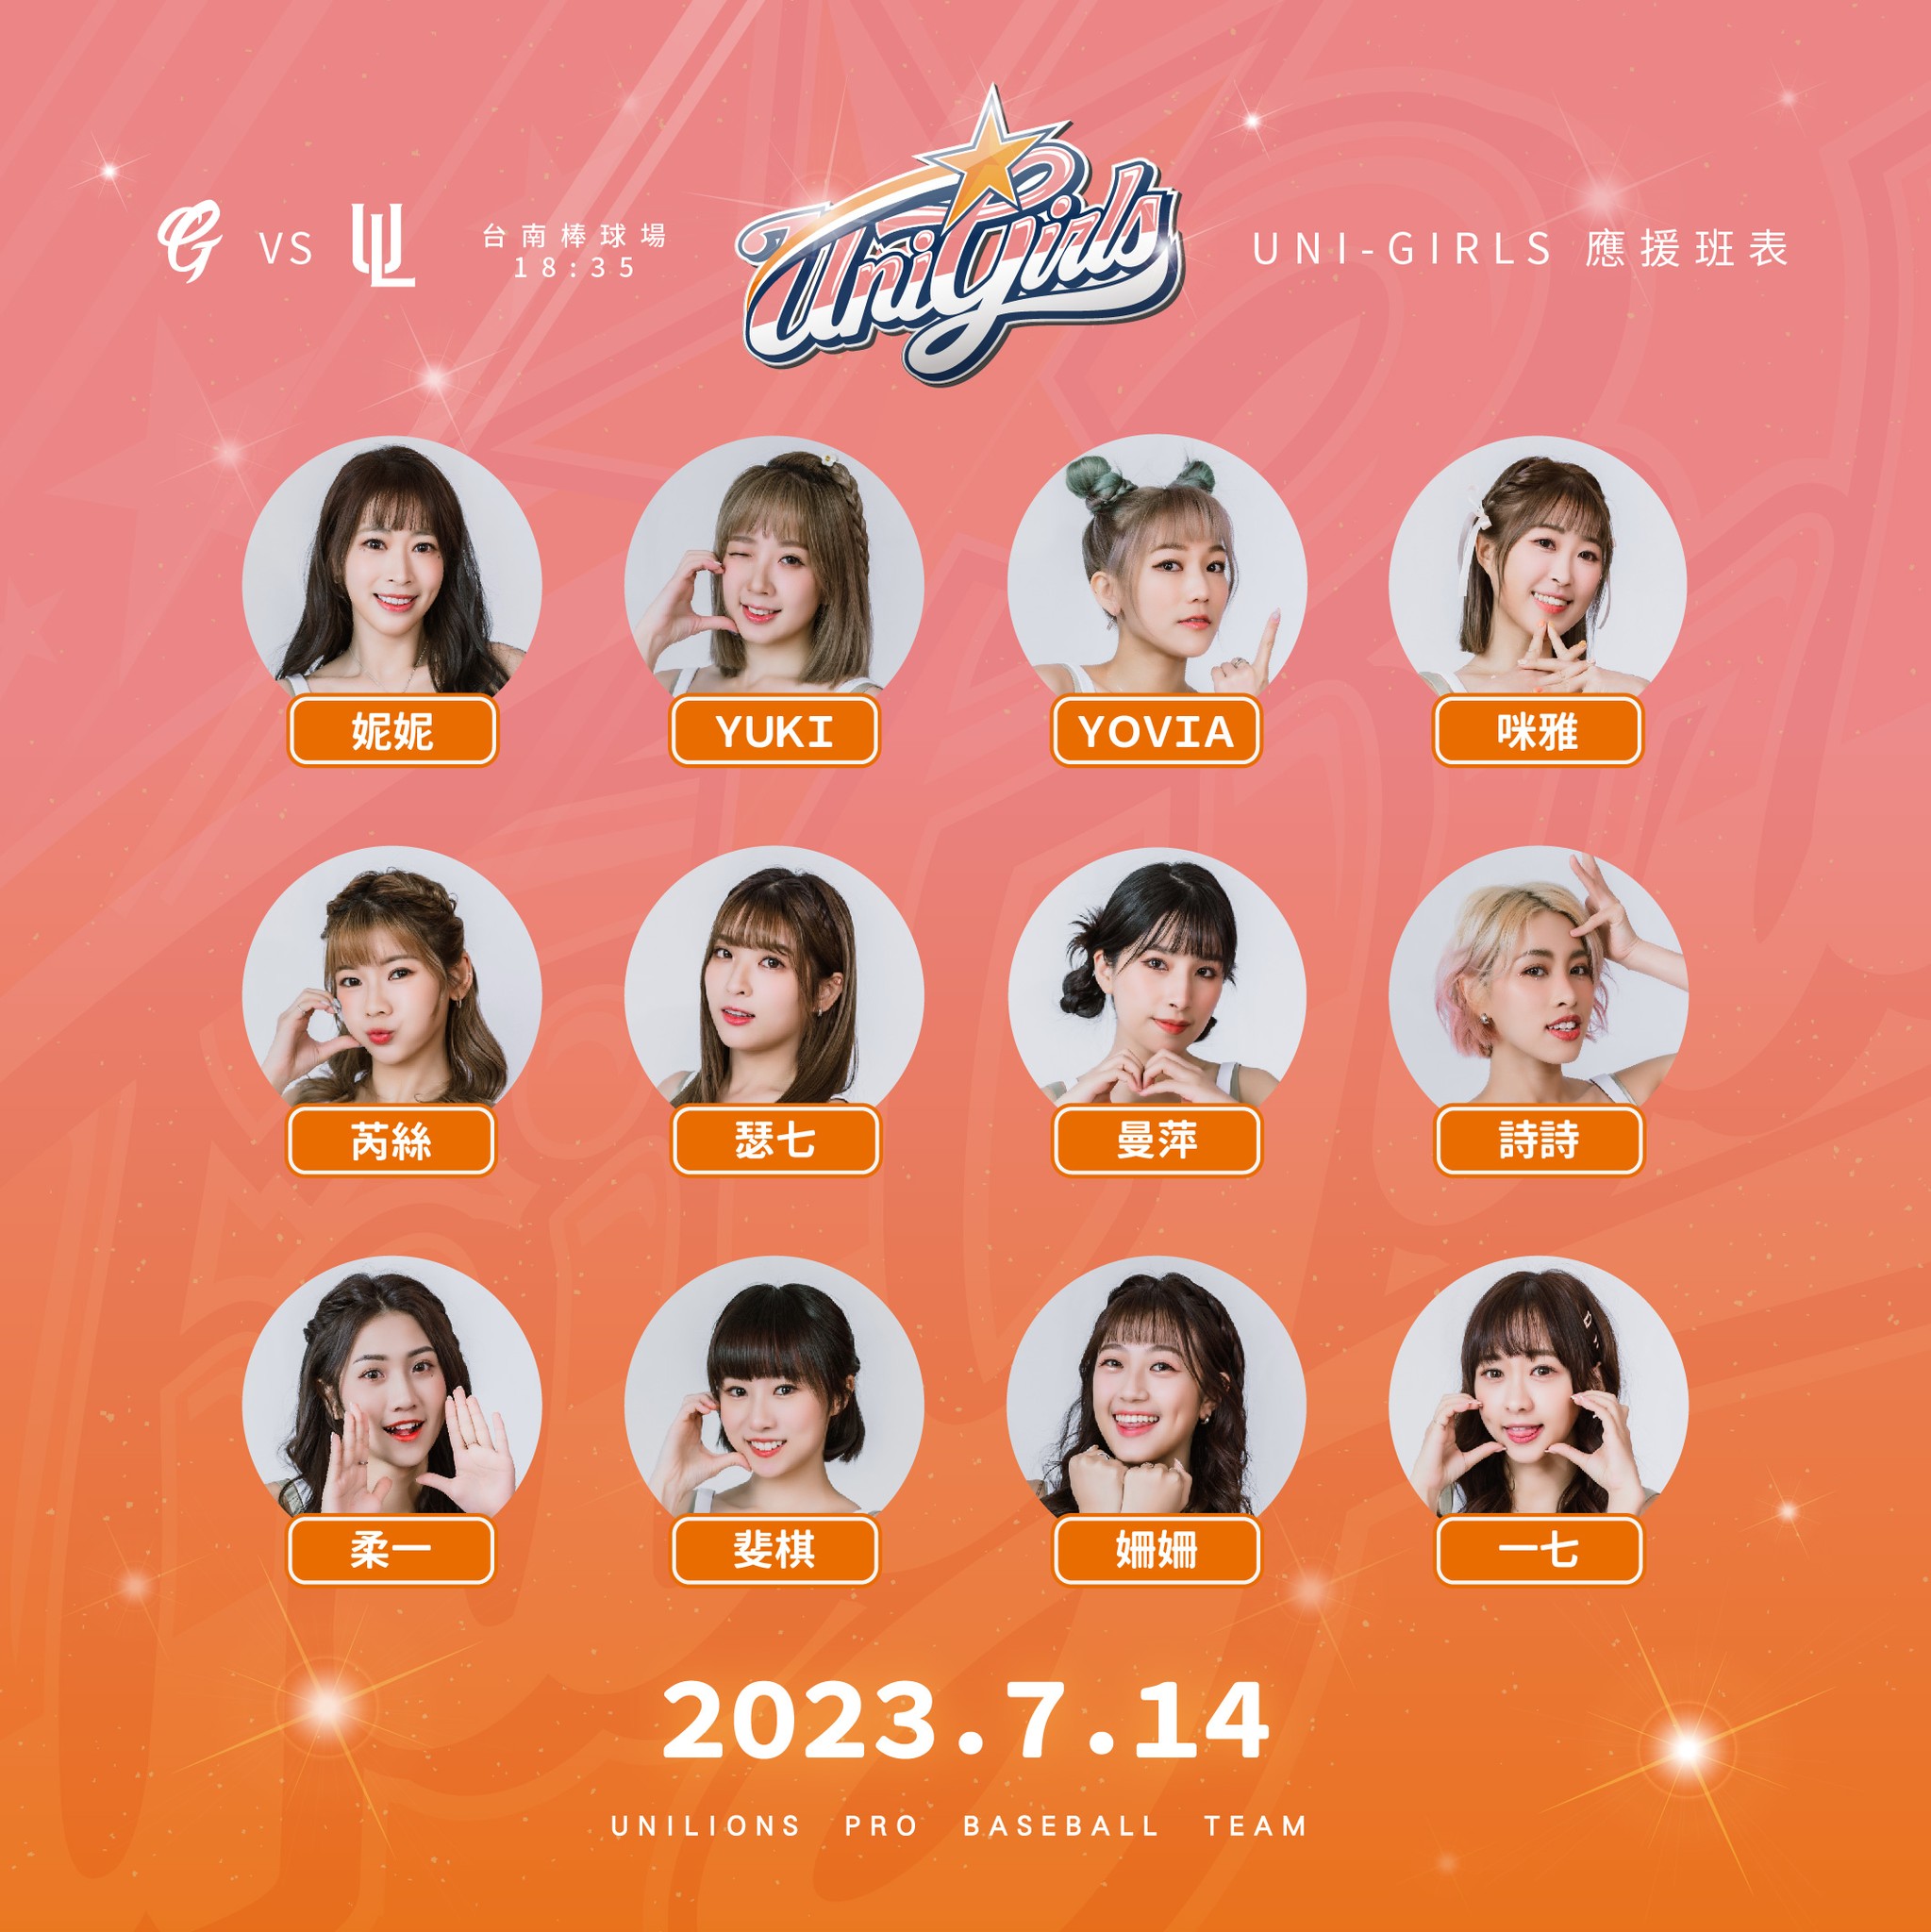 G VS UL
台南棒球場
18:35
UniGirls
UNI-GIRLS 應援班表
妮妮
YUKI
YOVIA
咪雅
芮絲
瑟七
曼萍
詩詩
柔一
斐棋
姍姍
一七
2023.7.14
UNILIONS PRO BASEBALL TEAM